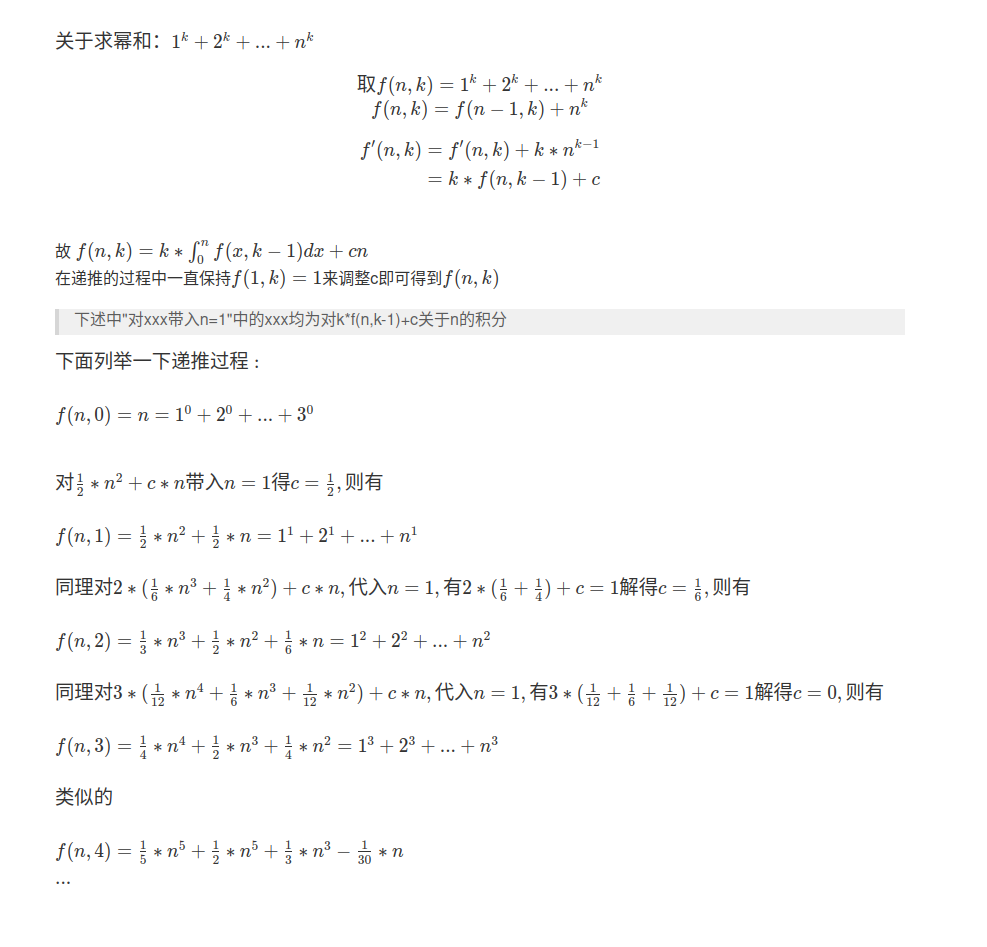 关于求幂和：$1^k + 2^k + ... + n^k$
取$f(n,k) = 1^k + 2^k + ... + n^k$
$f(n,k) = f(n-1,k) + n^k$
$f'(n,k) = f'(n,k) + k * n^{k-1}$
$= k * f(n,k-1) + c$
故 $f(n,k) = k * \int_0^n f(x,k-1)dx + cn$
在递推的过程中一直保持$f(1,k) = 1$来调整c即可得到$f(n,k)$
下述中"对xxx带入n=1"中的xxx均为对k*f(n,k-1)+c关于n的积分
下面列举一下递推过程：
$f(n,0) = n = 1^0 + 2^0 + ... + 3^0$
对$\frac{1}{2} * n^2 + c * n$带入$n = 1$得$c = \frac{1}{2}$,则有
$f(n,1) = \frac{1}{2} * n^2 + \frac{1}{2} * n = 1^1 + 2^1 + ... + n^1$
同理对$2 * (\frac{1}{6} * n^3 + \frac{1}{4} * n^2) + c * n$,代入$n = 1$,有$2 * (\frac{1}{6} + \frac{1}{4}) + c = 1$解得$c = \frac{1}{6}$,则有
$f(n,2) = \frac{1}{3} * n^3 + \frac{1}{2} * n^2 + \frac{1}{6} * n = 1^2 + 2^2 + ... + n^2$
同理对$3 * (\frac{1}{12} * n^4 + \frac{1}{6} * n^3 + \frac{1}{12} * n^2) + c * n$,代入$n = 1$,有$3 * (\frac{1}{12} + \frac{1}{6} + \frac{1}{12}) + c = 1$解得$c = 0$,则有
$f(n,3) = \frac{1}{4} * n^4 + \frac{1}{2} * n^3 + \frac{1}{4} * n^2 = 1^3 + 2^3 + ... + n^3$
类似的
$f(n,4) = \frac{1}{5} * n^5 + \frac{1}{2} * n^5 + \frac{1}{3} * n^3 - \frac{1}{30} * n$
...